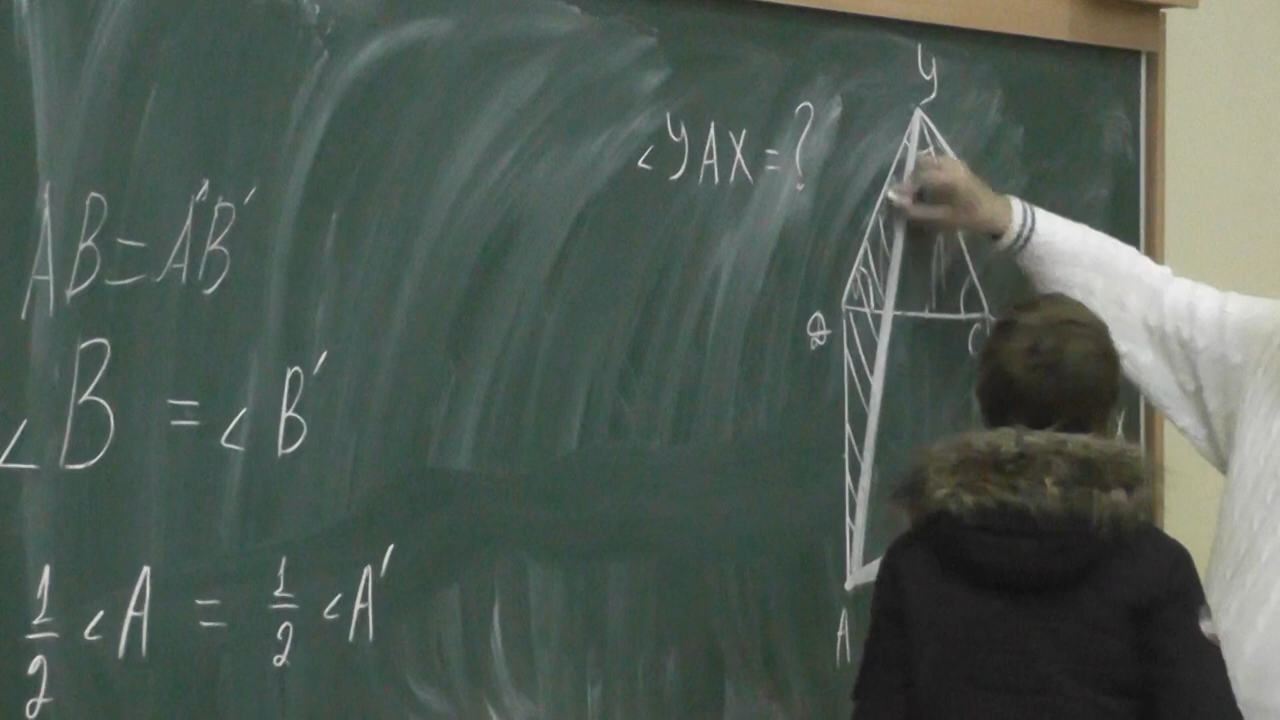 AB=A'B'
<B = <B'
1/2 <A = 1/2 <A'
<YAX=?
Y
C
A